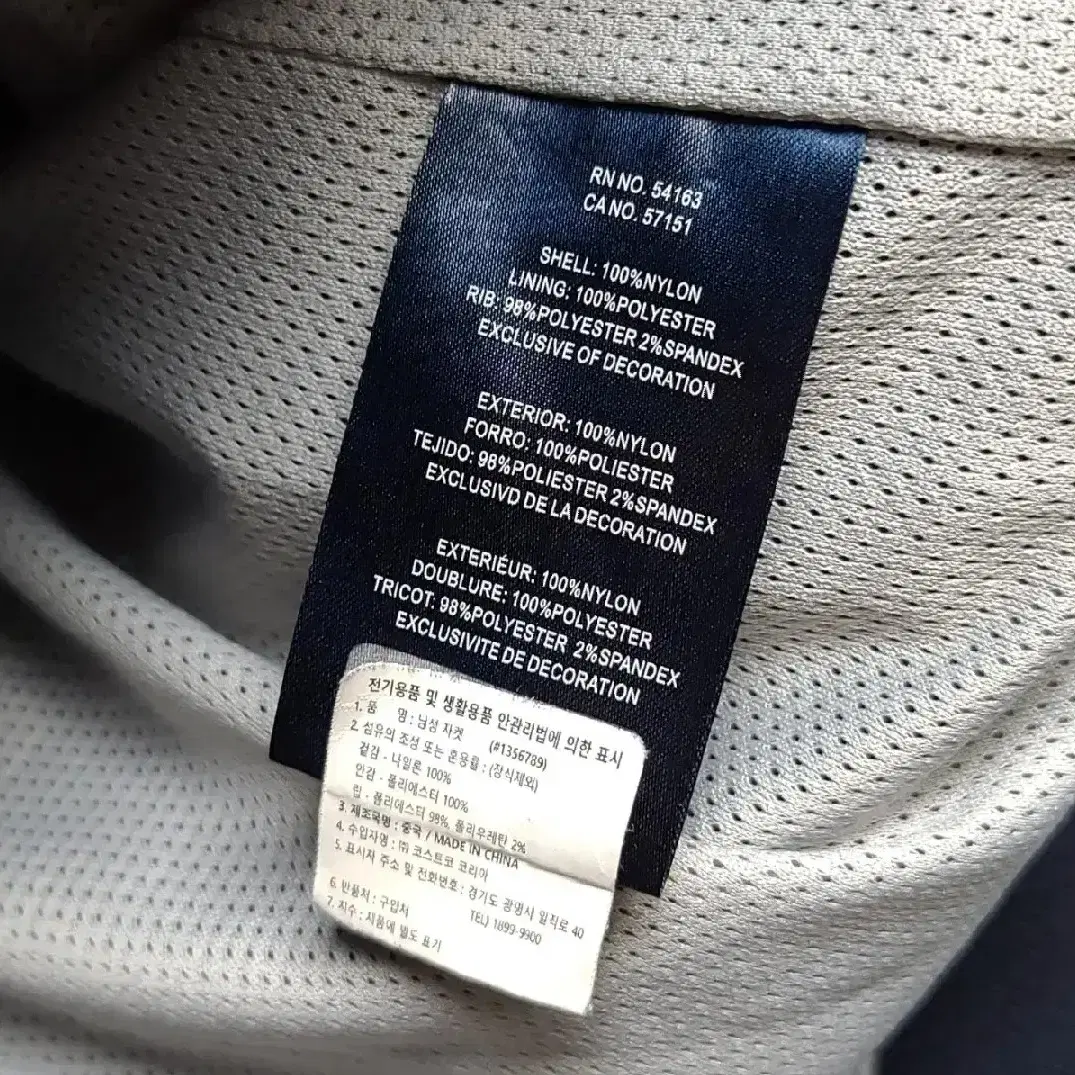 RN NO. 54163
CA NO. 57151
SHELL: 100%NYLON
LINING: 100%POLYESTER
RIB: 98%POLYESTER 2%SPANDEX
EXCLUSIVE OF DECORATION
EXTERIOR: 100%NYLON
FORRO: 100%POLIESTER
TEJIDO: 98%POLIESTER 2%SPANDEX
EXCLUSIVD DE LA DECORATION
EXTERIÉUR: 100%NYLON
DOUBLURE: 100%POLYESTER
TRICOT: 98%POLYESTER 2%SPANDEX
EXCLUSIVITE DE DECORATION
전기용품 및 생활용품 안관리법에 의한 표시
1. 품 명 : 남성 자켓 (#1356789)
2. 섬유의 조성 또는 혼용률 : (장식제외)
겉감 - 나일론 100%
안감 - 폴리에스터 100%
립 - 폴리에스터 98%, 폴리우레탄 2%
3. 제조국명 : 중국 / MADE IN CHINA
4. 수입자명 : ㈜ 코스트코 코리아
5. 표시자 주소 및 전화번호 : 경기도 광명시 일직로 40
TEL) 1899-9900
6. 반품처 : 구입처
7. 치수 : 제품에 별도 표기